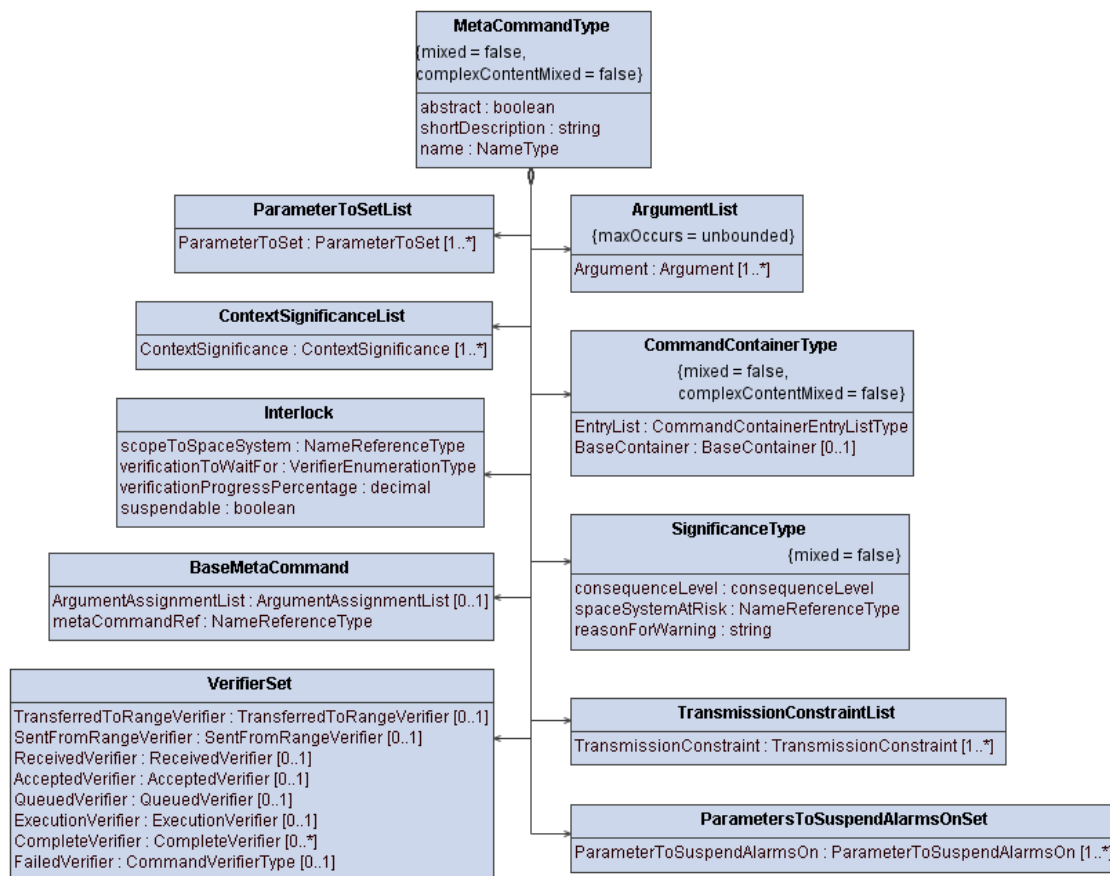 MetaCommandType
{mixed = false,
complexContentMixed = false}
abstract : boolean
shortDescription : string
name : NameType
ParameterToSetList
ParameterToSet : ParameterToSet [1..*]
ArgumentList
{maxOccurs = unbounded}
Argument : Argument [1..*]
ContextSignificanceList
ContextSignificance : ContextSignificance [1..*]
CommandContainerType
{mixed = false,
complexContentMixed = false}
EntryList : CommandContainerEntryListType
BaseContainer : BaseContainer [0..1]
Interlock
scopeToSpaceSystem : NameReferenceType
verificationToWaitFor : VerifierEnumerationType
verificationProgressPercentage : decimal
suspendable : boolean
SignificanceType
{mixed = false}
consequenceLevel : consequenceLevel
spaceSystemAtRisk : NameReferenceType
reasonForWarning : string
BaseMetaCommand
ArgumentAssignmentList : ArgumentAssignmentList [0..1]
metaCommandRef : NameReferenceType
VerifierSet
TransferredToRangeVerifier : TransferredToRangeVerifier [0..1]
SentFromRangeVerifier : SentFromRangeVerifier [0..1]
ReceivedVerifier : ReceivedVerifier [0..1]
AcceptedVerifier : AcceptedVerifier [0..1]
QueuedVerifier : QueuedVerifier [0..1]
ExecutionVerifier : ExecutionVerifier [0..1]
CompleteVerifier : CompleteVerifier [0..*]
FailedVerifier : CommandVerifierType [0..1]
TransmissionConstraintList
TransmissionConstraint : TransmissionConstraint [1..*]
ParametersToSuspendAlarmsOnSet
ParameterToSuspendAlarmsOn : ParameterToSuspendAlarmsOn [1..*]